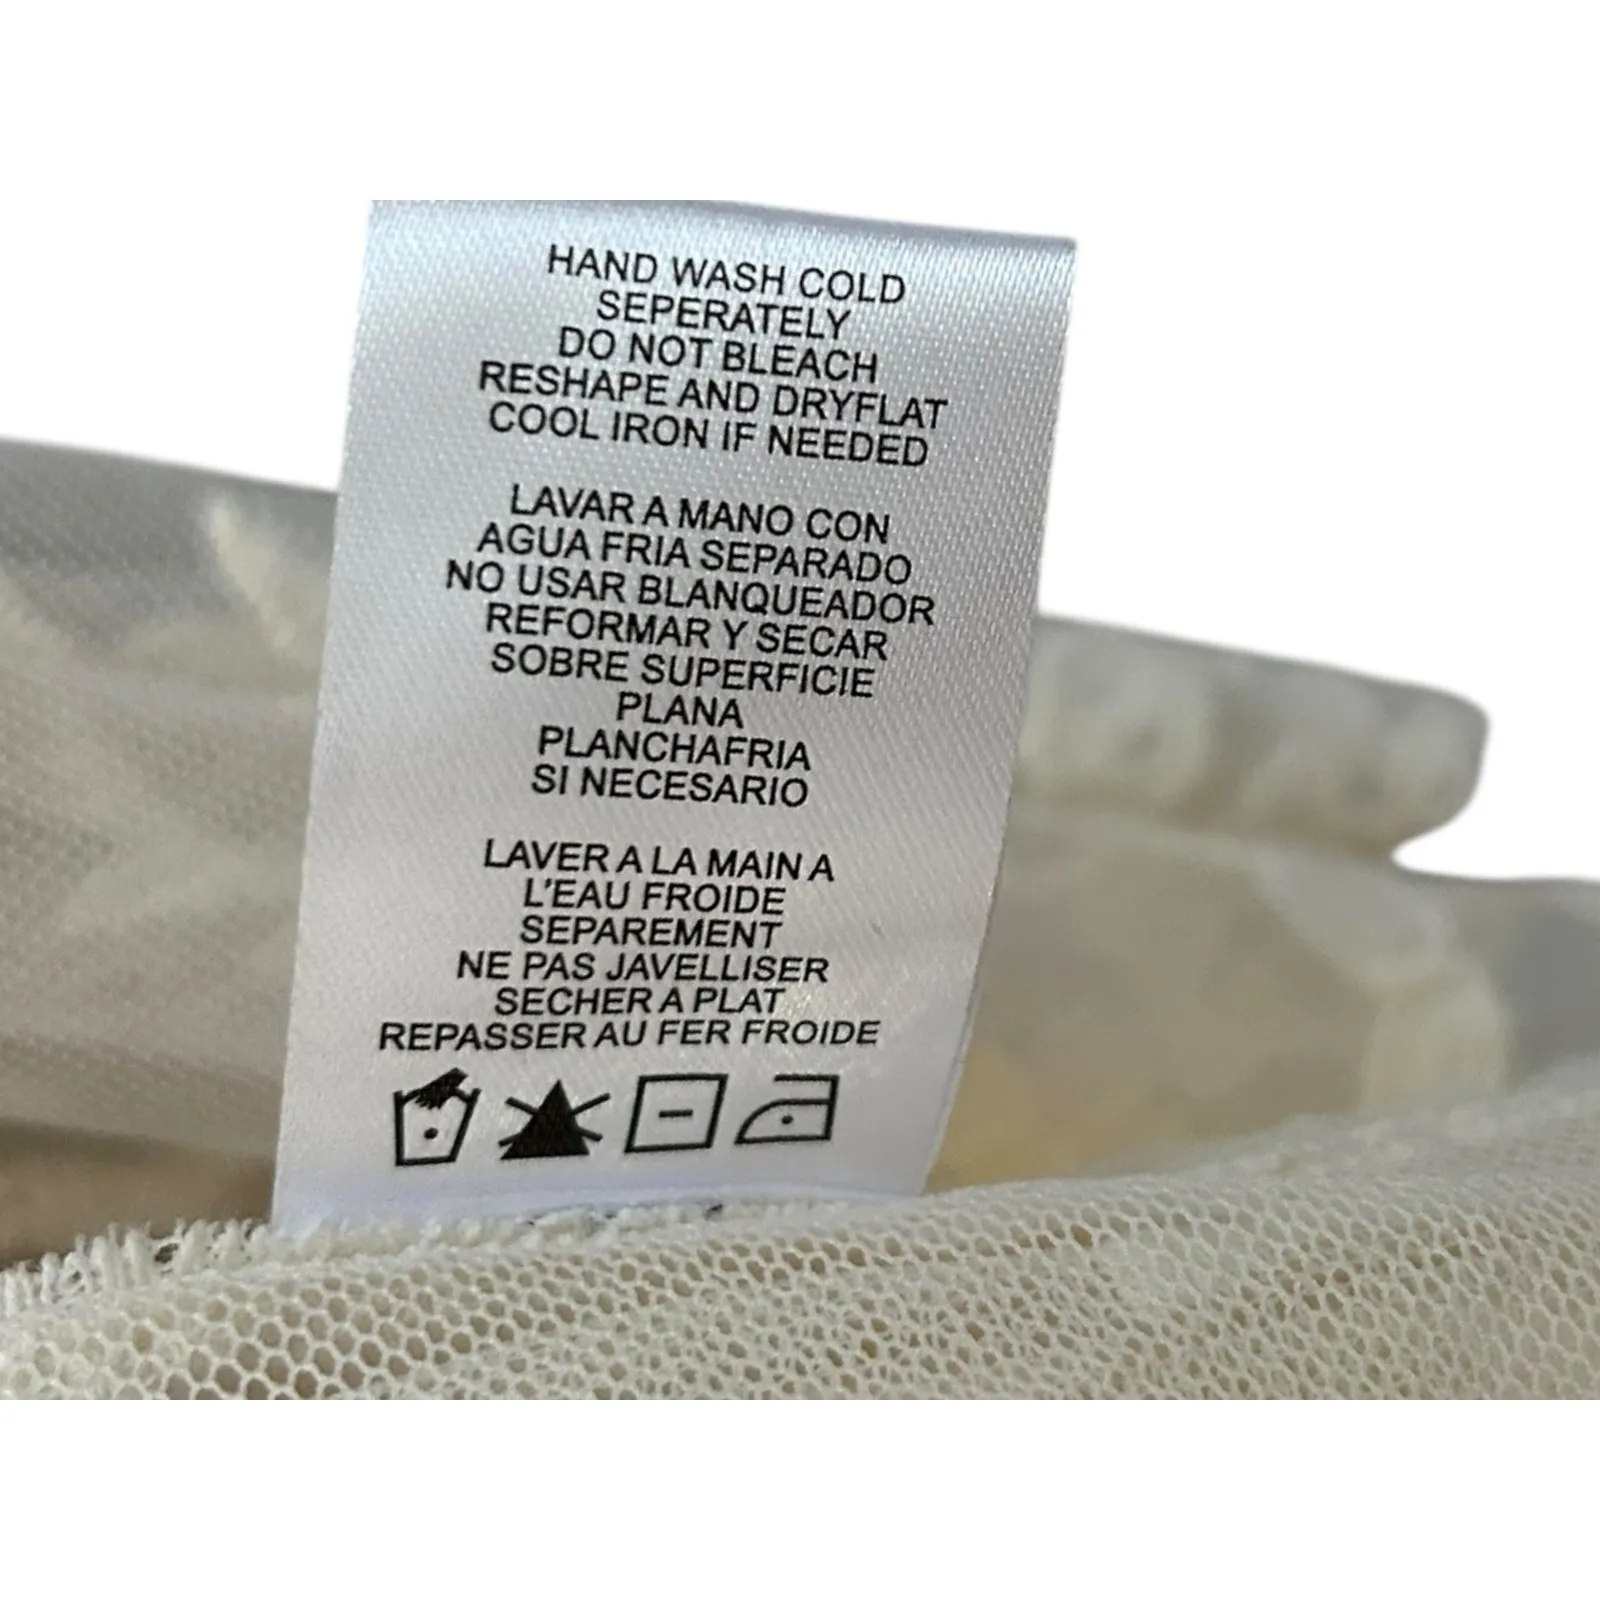 HAND WASH COLD
SEPERATELY
DO NOT BLEACH
RESHAPE AND DRYFLAT
COOL IRON IF NEEDED
LAVAR A MANO CON
AGUA FRIA SEPARADO
NO USAR BLANQUEADOR
REFORMAR Y SECAR
SOBRE SUPERFICIE
PLANA
PLANCHAFRIA
SI NECESARIO
LAVER A LA MAIN A
L'EAU FROIDE
SEPAREMENT
NE PAS JAVELLISER
SECHER A PLAT
REPASSER AU FER FROIDE